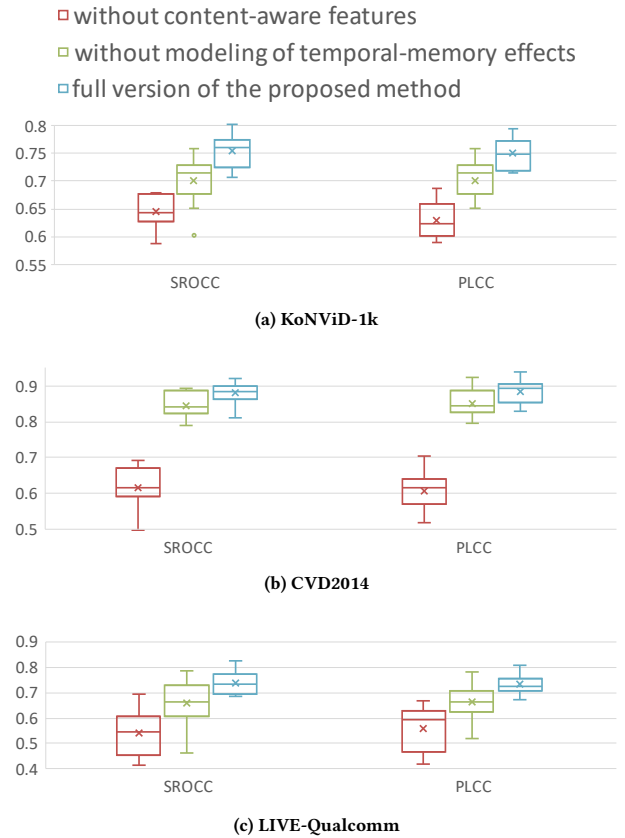 without content-aware features
without modeling of temporal-memory effects
full version of the proposed method
0.8
0.75
0.7
0.65
0.6
0.55
SROCC PLCC
(a) KoNViD-1k
0.9
0.8
0.7
0.6
0.5
SROCC PLCC
(b) CVD2014
0.9
0.8
0.7
0.6
0.5
0.4
SROCC PLCC
(c) LIVE-Qualcomm